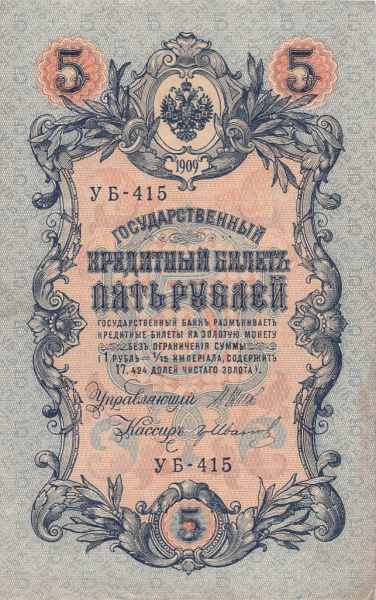 5 5
1909
УБ-415
ГОСУДАРСТВЕННЫЙ
КРЕДИТНЫЙ БИЛЕТЪ
ПЯТЬ РУБЛЕЙ
ГОСУДАРСТВЕННЫЙ БАНКЪ РАЗМѢНИВАЕТЪ
КРЕДИТНЫЕ БИЛЕТЫ НА ЗОЛОТУЮ МОНЕТУ
БЕЗЪ ОГРАНИЧЕНІЯ СУММЫ
(1 РУБЛЬ = 1/15 ИМПЕРІАЛА, СОДЕРЖИТЪ
17,424 ДОЛЕЙ ЧИСТАГО ЗОЛОТА).
Управляющій
Кассиръ
УБ-415
5